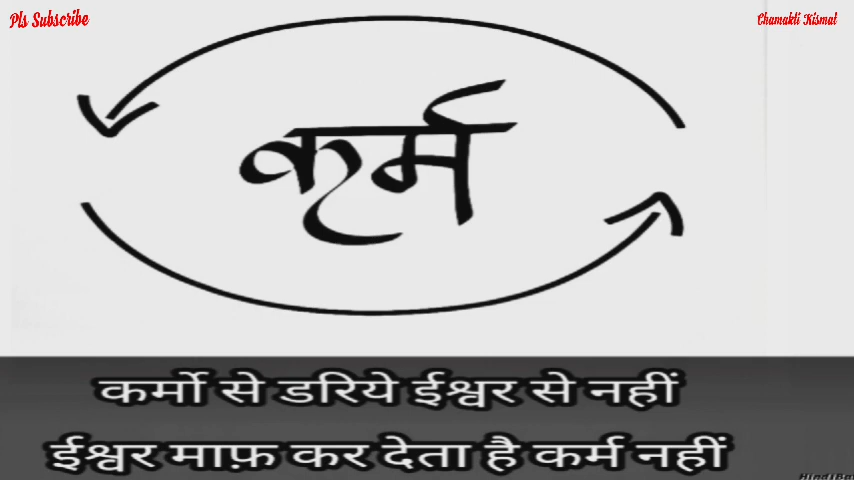 Pls Subscribe
Chamakti Kismat
कर्म
कर्मो से डरिये ईश्वर से नहीं
ईश्वर माफ़ कर देता है कर्म नहीं